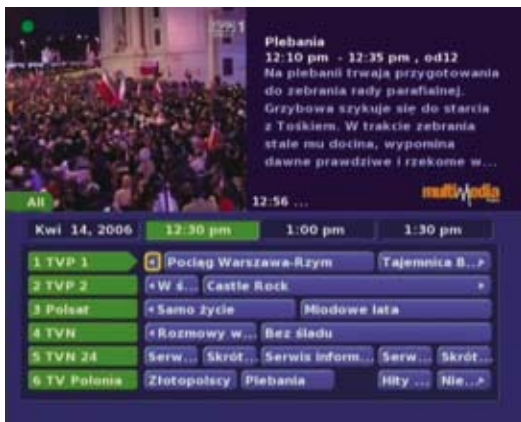 Plebania
12:10 pm - 12:35 pm , od12
Na plebanii trwają przygotowania
do zebrania rady parafialnej.
Grzybowa szykuje się do starcia
z Tośkiem. W trakcie zebrania
stale mu docina, wypomina
dawne prawdziwe i rzekome w...
multimedia
All
12:56 ...
Kwi 14, 2006 12:30 pm 1:00 pm 1:30 pm
1 TVP 1 Pociąg Warszawa-Rzym Tajemnica B...
2 TVP 2 W ś... Castle Rock
3 Polsat Samo życie Miodowe lata
4 TVN Rozmowy w... Bez śladu
5 TVN 24 Serw... Skrót... Serwis inform... Serw... Skrót...
6 TV Polonia Złotopolscy Plebania Hity ... Nie...